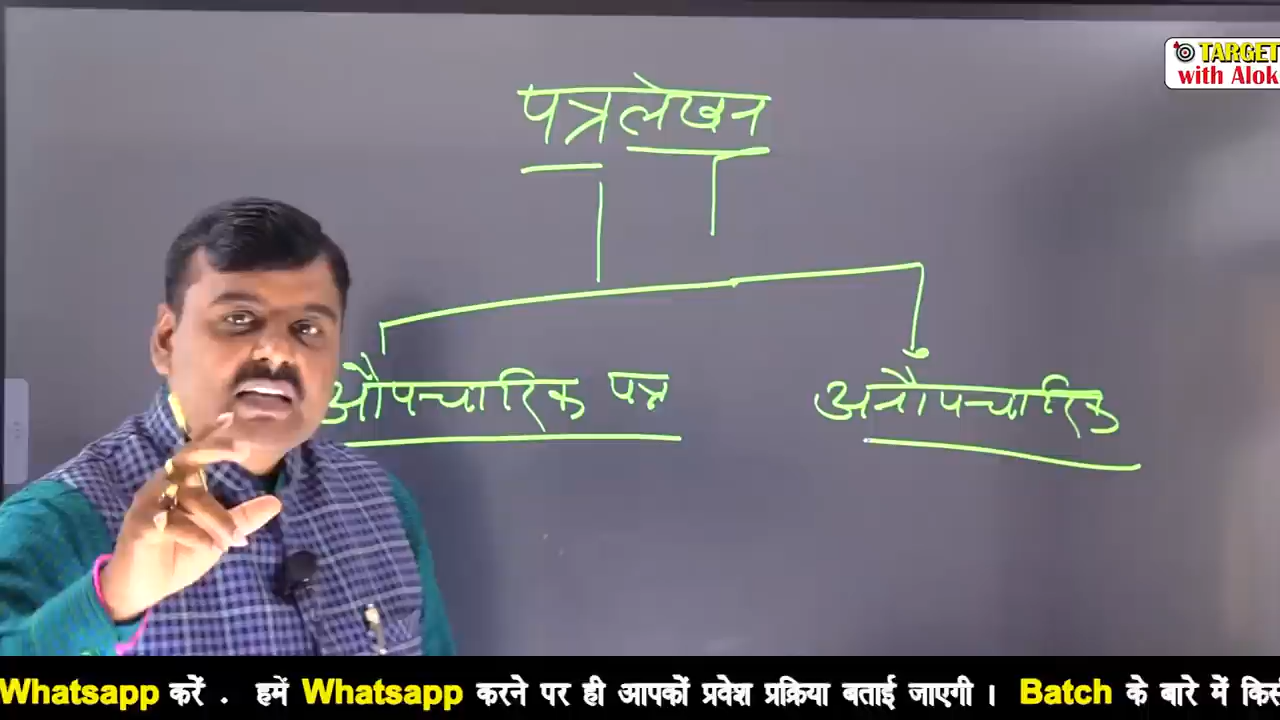 TARGET
with Alok
पत्रलेखन
औपचारिक पत्र
अनौपचारिक
Whatsapp करें . हमें Whatsapp करने पर ही आपकों प्रवेश प्रक्रिया बताई जाएगी । Batch के बारे में